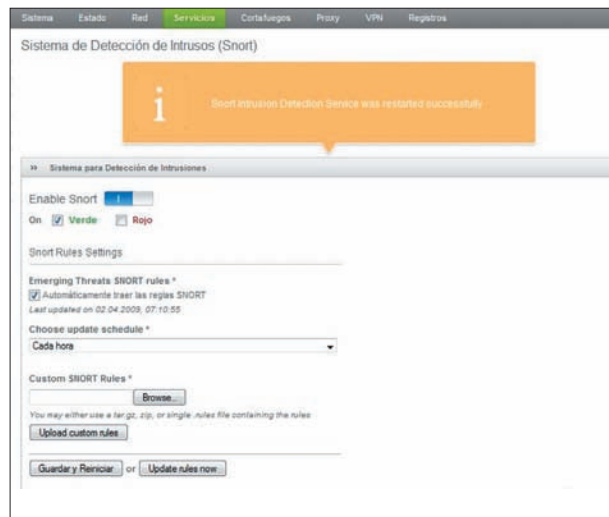 Sistema Estado Red Servicios Cortafuegos Proxy VPN Registros
Sistema de Detección de Intrusos (Snort)
i
Snort Intrusion Detection Service was restarted successfully
» Sistema para Detección de Intrusiones
Enable Snort
On Verde Rojo
Snort Rules Settings
Emerging Threats SNORT rules *
Automáticamente traer las reglas SNORT
Last updated on 02.04.2009, 07:10:55
Choose update schedule *
Cada hora
Custom SNORT Rules *
Browse...
You may either use a tar.gz, zip, or single .rules file containing the rules
Upload custom rules
Guardar y Reiniciar or Update rules now